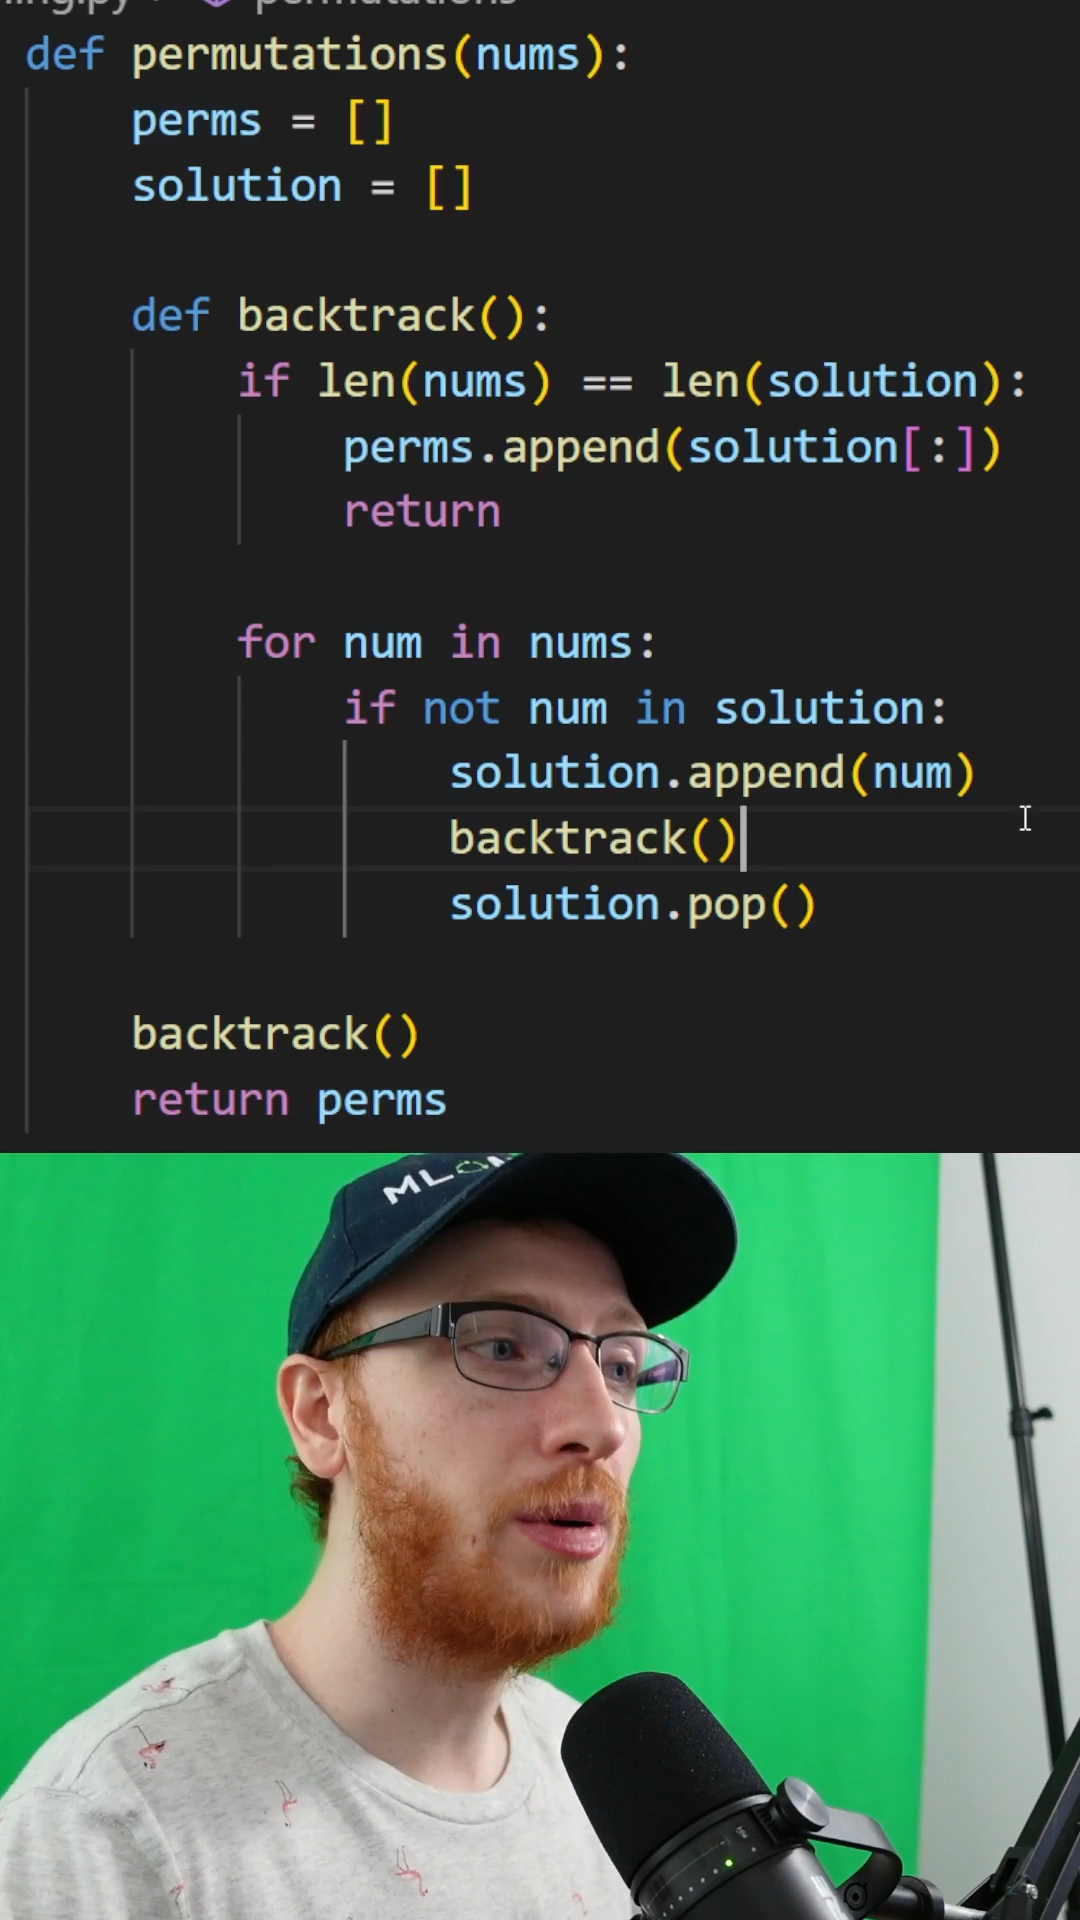 def permutations(nums):
    perms = []
    solution = []

    def backtrack():
        if len(nums) == len(solution):
            perms.append(solution[:])
            return

        for num in nums:
            if not num in solution:
                solution.append(num)
                backtrack()
                solution.pop()

    backtrack()
    return perms